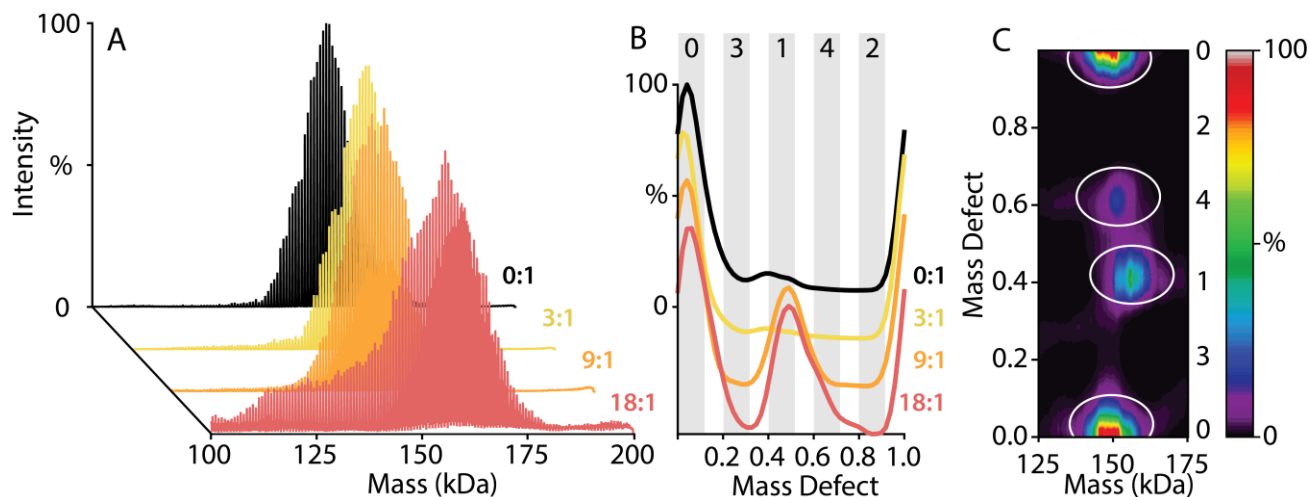 A
100
Intensity
%
0
0:1
3:1
9:1
18:1
100 125 150 175 200
Mass (kDa)
B
0 3 1 4 2
100
%
0
0:1
3:1
9:1
18:1
0.2 0.4 0.6 0.8 1.0
Mass Defect
C
Mass Defect
0.8
0.6
0.4
0.2
0.0
0
2
4
1
3
0
125 150 175
Mass (kDa)
100
%
0